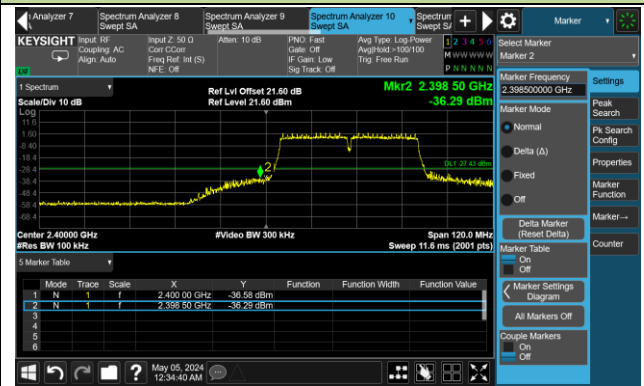 Analyzer 7
Spectrum Analyzer 8
Swept SA
Spectrum Analyzer 9
Swept SA
Spectrum Analyzer 10
Swept SA
Spectrum
Swept SA
Marker
KEYSIGHT
Input: RF
Coupling: AC
Align: Auto
Input Z: 50 Ω
Corr CCorr
Freq Ref: Int (S)
NFE: Off
Atten: 10 dB
PNO: Fast
Gate: Off
IF Gain: Low
Sig Track: Off
Avg Type: Log-Power
Avg|Hold:>100/100
Trig: Free Run
1 2 3 4 5 6
M W W W W W
P N N N N N
Select Marker
Marker 2
1 Spectrum
Scale/Div 10 dB
Log
Ref Lvl Offset 21.60 dB
Ref Level 21.60 dBm
Mkr2 2.398 50 GHz
-36.29 dBm
11.6
1.60
-8.40
-18.4
-28.4
-38.4
-48.4
-58.4
-68.4
2
DL1 -27.43 dBm
Center 2.40000 GHz
#Res BW 100 kHz
#Video BW 300 kHz
Span 120.0 MHz
Sweep 11.6 ms (2001 pts)
5 Marker Table
Mode Trace Scale X Y Function Function Width Function Value
1 N 1 f 2.400 00 GHz -36.58 dBm
2 N 1 f 2.398 50 GHz -36.29 dBm
3
4
5
6
May 05, 2024
12:34:40 AM
Marker Frequency
2.398500000 GHz
Marker Mode
Normal
Delta (Δ)
Fixed
Off
Delta Marker
(Reset Delta)
Marker Table
On
Off
Marker Settings
Diagram
All Markers Off
Couple Markers
On
Off
Settings
Peak
Search
Pk Search
Config
Properties
Marker
Function
Marker→
Counter